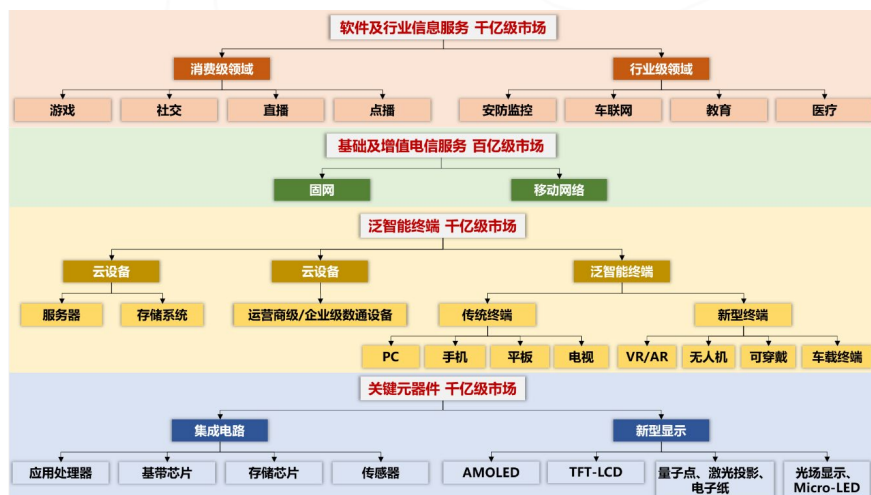 软件及行业信息服务 千亿级市场
消费级领域
行业级领域
游戏
社交
直播
点播
安防监控
车联网
教育
医疗
基础及增值电信服务 百亿级市场
固网
移动网络
泛智能终端 千亿级市场
云设备
云设备
泛智能终端
服务器
存储系统
运营商级/企业级数通设备
传统终端
新型终端
PC
手机
平板
电视
VR/AR
无人机
可穿戴
车载终端
关键元器件 千亿级市场
集成电路
新型显示
应用处理器
基带芯片
存储芯片
传感器
AMOLED
TFT-LCD
量子点、激光投影、
电子纸
光场显示、
Micro-LED